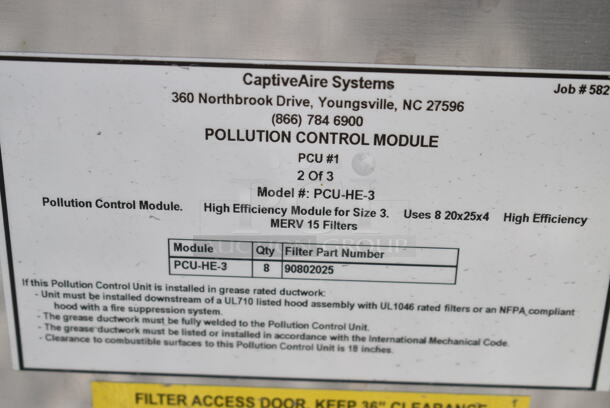 CaptiveAire Systems
Job # 582
360 Northbrook Drive, Youngsville, NC 27596
(866) 784 6900
POLLUTION CONTROL MODULE
PCU #1
2 Of 3
Model #: PCU-HE-3
Pollution Control Module. High Efficiency Module for Size 3. Uses 8 20x25x4 High Efficiency
MERV 15 Filters
Module Qty Filter Part Number
PCU-HE-3 8 90802025
If this Pollution Control Unit is installed in grease rated ductwork:
- Unit must be installed downstream of a UL710 listed hood assembly with UL1046 rated filters or an NFPA compliant
hood with a fire suppression system.
- The grease ductwork must be fully welded to the Pollution Control Unit.
- The grease ductwork must be listed or installed in accordance with the International Mechanical Code.
- Clearance to combustible surfaces to this Pollution Control Unit is 18 inches.
FILTER ACCESS DOOR. KEEP 36" CLEARANCE